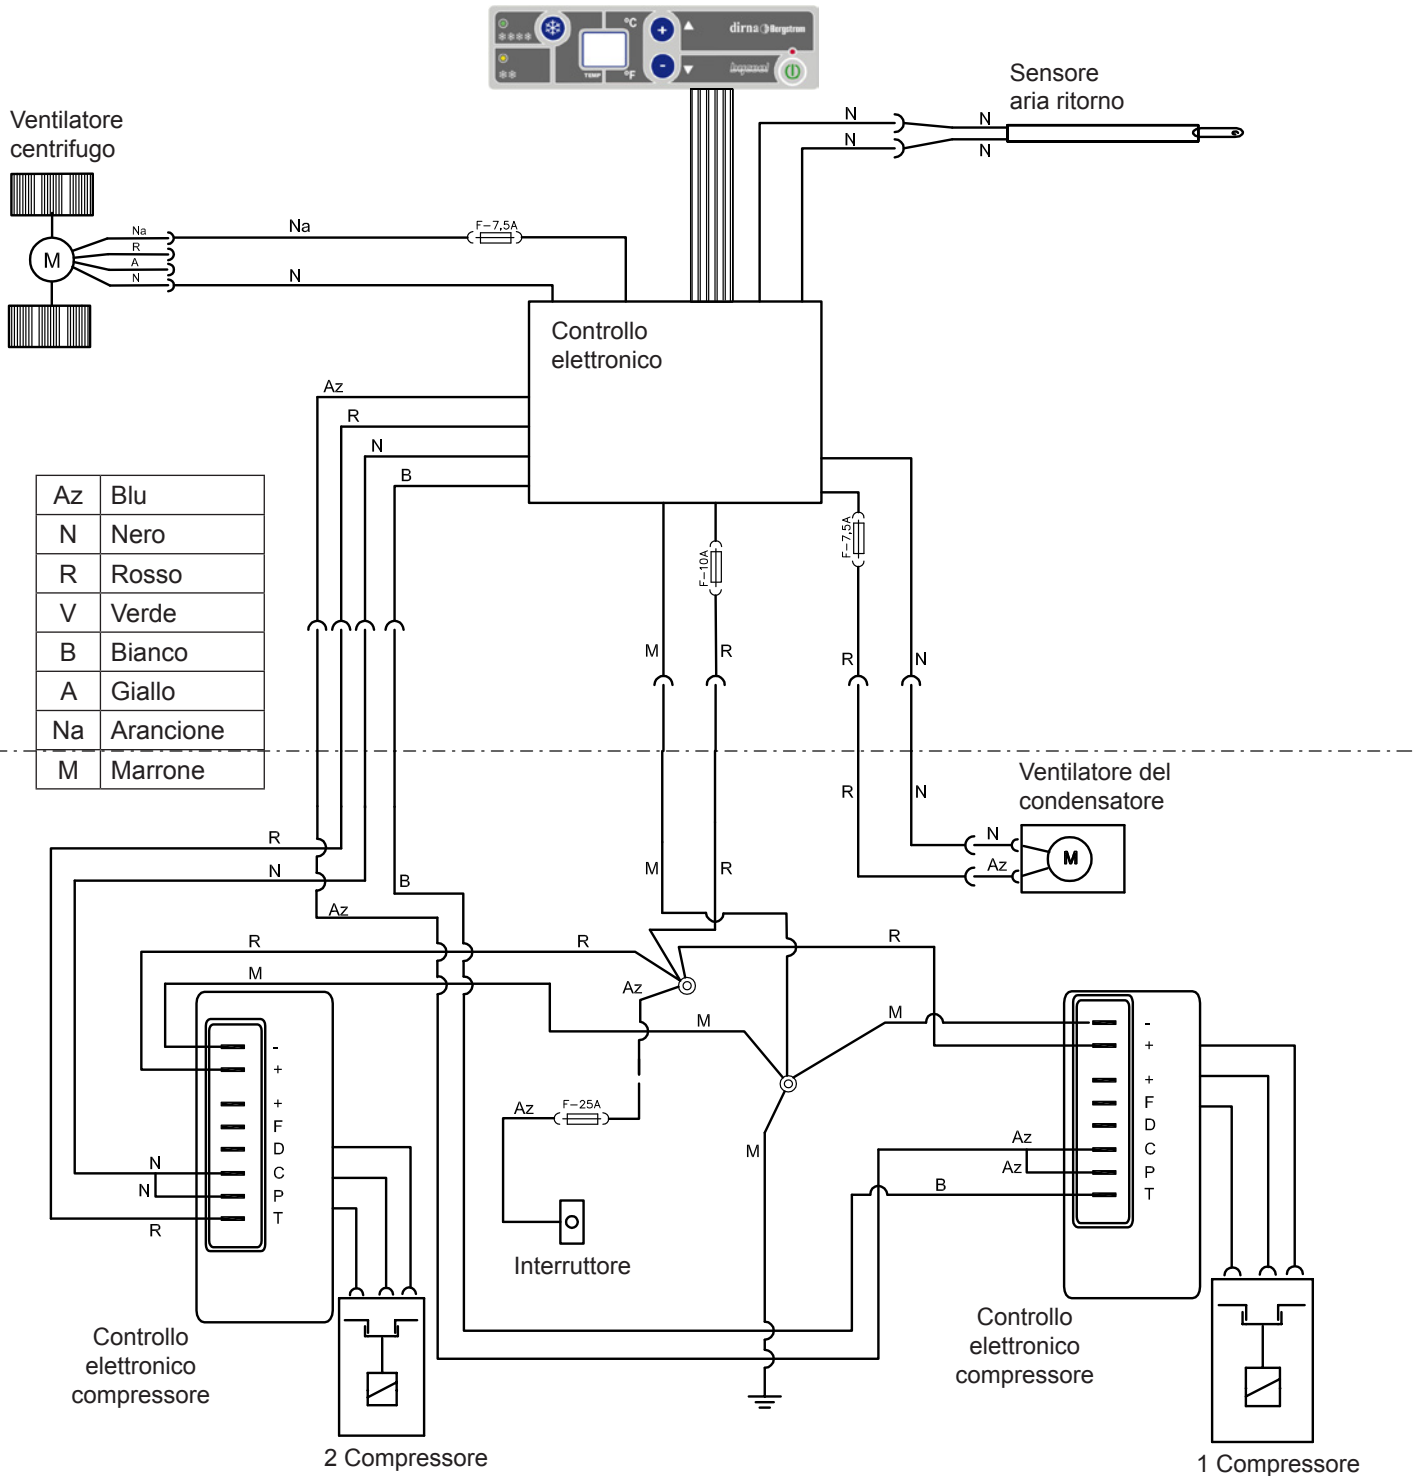 °C
+
dirna Bergstrom
-
TEMP
°F
Sensore
aria ritorno
N
N
N
N
Ventilatore
centrifugo
M
Na
R
A
N
Na
F-7,5A
N
Controllo
elettronico
Az
R
N
B
Az Blu
N Nero
R Rosso
V Verde
B Bianco
A Giallo
Na Arancione
M Marrone
F-10A
F-7,5A
M
R
R
N
Ventilatore del
condensatore
R
N
N
Az
M
R
N
M
R
B
Az
R
R
R
M
Az
M
M
Az
F-25A
M
-
+
+
F
D
C
P
T
N
N
R
Interruttore
-
+
+
F
D
C
P
T
Az
Az
B
Controllo
elettronico
compressore
2 Compressore
Controllo
elettronico
compressore
1 Compressore